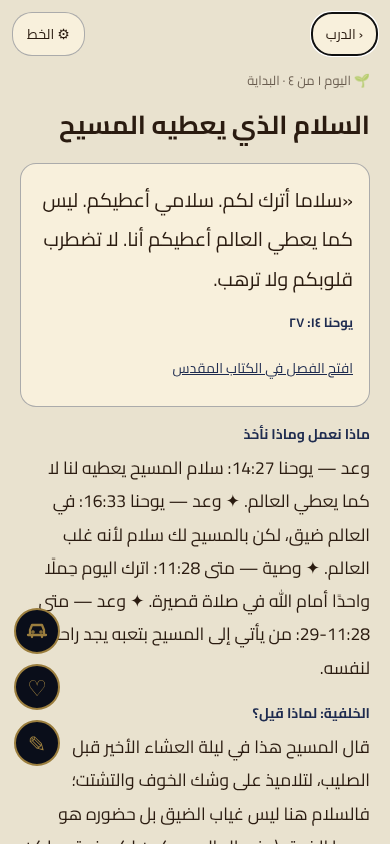 ‹ الدرب
⚙ الخط
🌱 اليوم ١ من ٤ · البداية
السلام الذي يعطيه المسيح
«سلاما أترك لكم. سلامي أعطيكم. ليس
كما يعطي العالم أعطيكم أنا. لا تضطرب
قلوبكم ولا ترهب.
يوحنا ١٤: ٢٧
افتح الفصل في الكتاب المقدس
ماذا نعمل وماذا نأخذ
وعد — يوحنا 14:27: سلام المسيح يعطيه لنا لا
كما يعطي العالم. ✦ وعد — يوحنا 16:33: في
العالم ضيق، لكن بالمسيح لك سلام لأنه غلب
العالم. ✦ وصية — متى 11:28: اترك اليوم حملًا
واحدًا أمام الله في صلاة قصيرة. ✦ وعد — متى
11:28-29: من يأتي إلى المسيح بتعبه يجد راحة
لنفسه.
الخلفية: لماذا قيل؟
قال المسيح هذا في ليلة العشاء الأخير قبل
الصليب، لتلاميذ على وشك الخوف والتشتت؛
فالسلام هنا ليس غياب الضيق بل حضوره هو